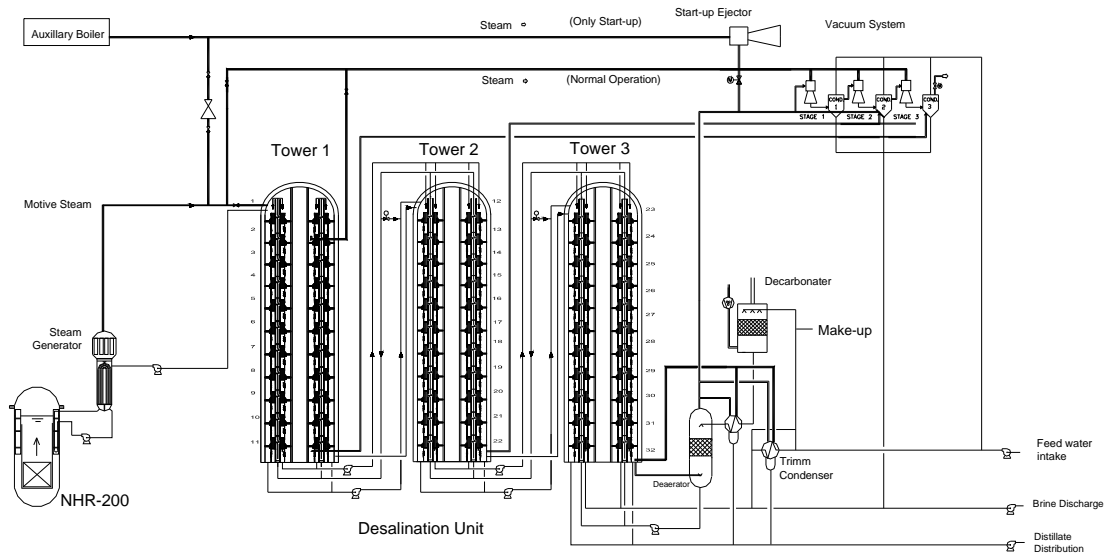 Start-up Ejector
Auxillary Boiler
Steam
(Only Start-up)
Vacuum System
Steam
(Normal Operation)
COND.
1
COND.
2
COND.
3
STAGE 1
STAGE 2
STAGE 3
Tower 1
Tower 2
Tower 3
Motive Steam
1
2
3
4
5
6
7
8
9
10
11
12
13
14
15
16
17
18
19
20
21
22
23
24
25
26
27
28
29
30
31
32
Decarbonater
Make-up
Steam
Generator
Trimm
Condenser
Deaerator
Feed water
intake
NHR-200
Desalination Unit
Brine Discharge
Distillate
Distribution